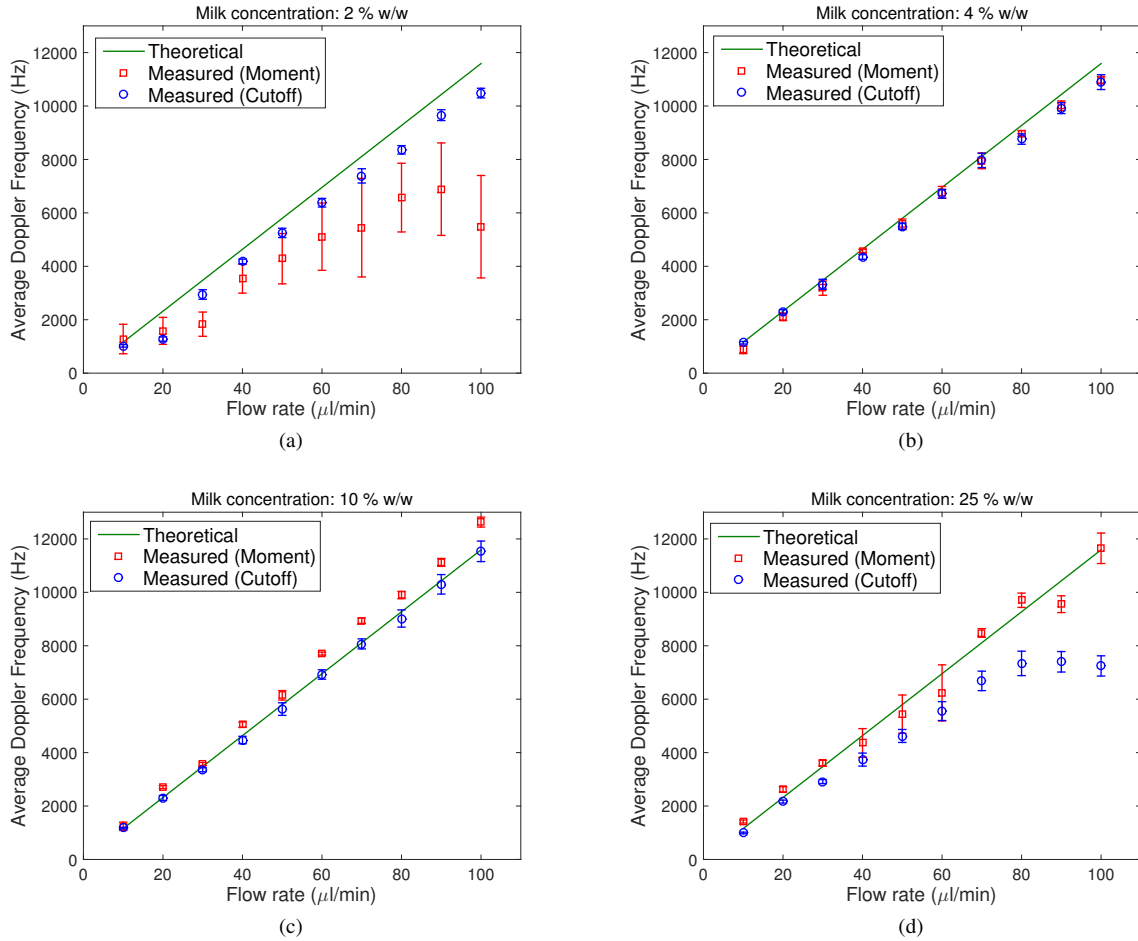 Milk concentration: 2 % w/w
12000
10000
8000
6000
4000
2000
0
Average Doppler Frequency (Hz)
Theoretical
Measured (Moment)
Measured (Cutoff)
0 20 40 60 80 100
Flow rate (μl/min)
(a)
Milk concentration: 4 % w/w
12000
10000
8000
6000
4000
2000
0
Average Doppler Frequency (Hz)
Theoretical
Measured (Moment)
Measured (Cutoff)
0 20 40 60 80 100
Flow rate (μl/min)
(b)
Milk concentration: 10 % w/w
12000
10000
8000
6000
4000
2000
0
Average Doppler Frequency (Hz)
Theoretical
Measured (Moment)
Measured (Cutoff)
0 20 40 60 80 100
Flow rate (μl/min)
(c)
Milk concentration: 25 % w/w
12000
10000
8000
6000
4000
2000
0
Average Doppler Frequency (Hz)
Theoretical
Measured (Moment)
Measured (Cutoff)
0 20 40 60 80 100
Flow rate (μl/min)
(d)